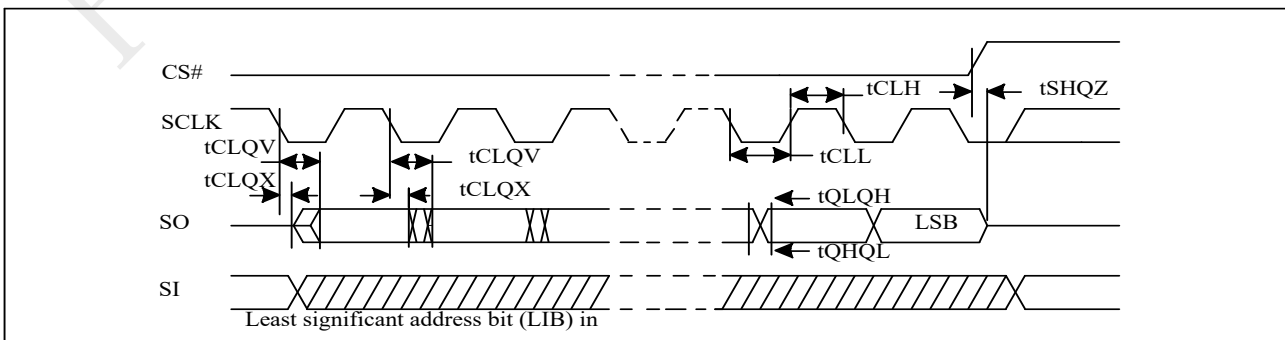 CS#
tCLH
tSHQZ
SCLK
tCLQV
tCLQV
tCLL
tCLQX
tCLQX
tQLQH
SO
LSB
tQHQL
SI
Least significant address bit (LIB) in